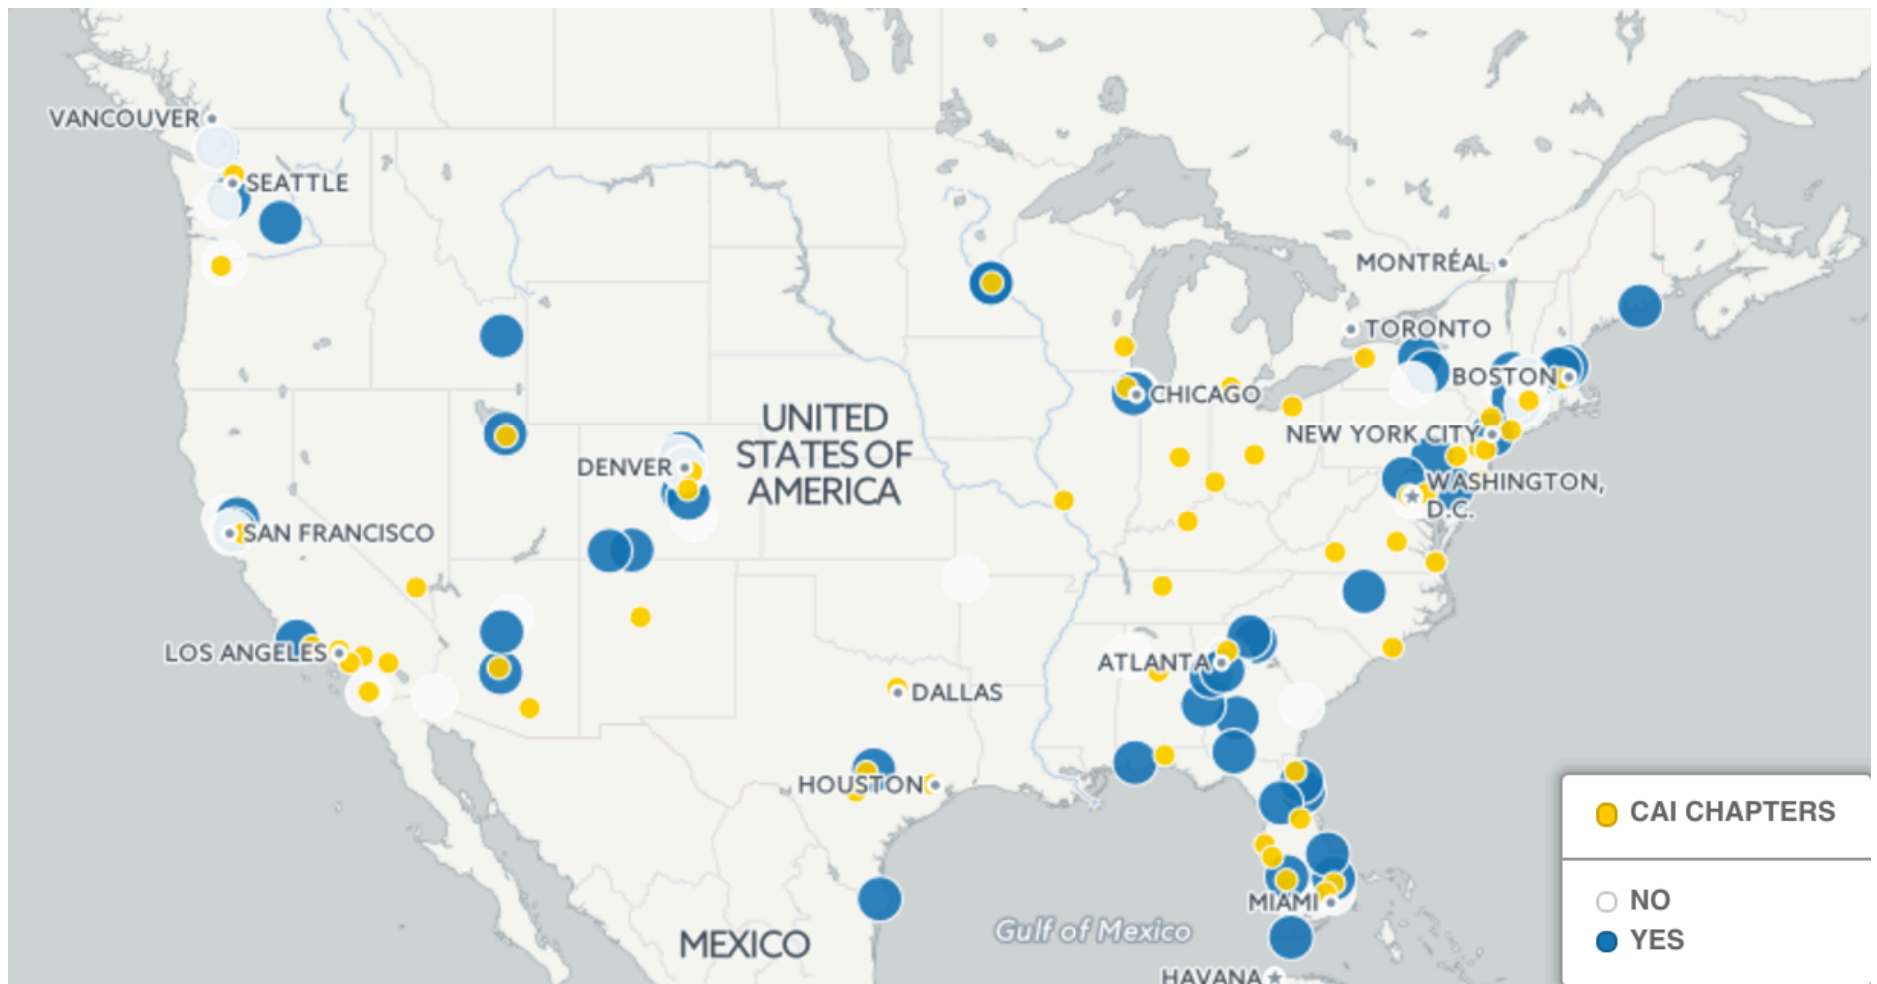 VANCOUVER
SEATTLE
MONTRÉAL
TORONTO
BOSTON
CHICAGO
UNITED
STATES OF
AMERICA
NEW YORK CITY
DENVER
WASHINGTON,
D.C.
SAN FRANCISCO
LOS ANGELES
ATLANTA
DALLAS
HOUSTON
CAI CHAPTERS
MIAMI
NO
Gulf of Mexico
YES
MEXICO
HAVANA